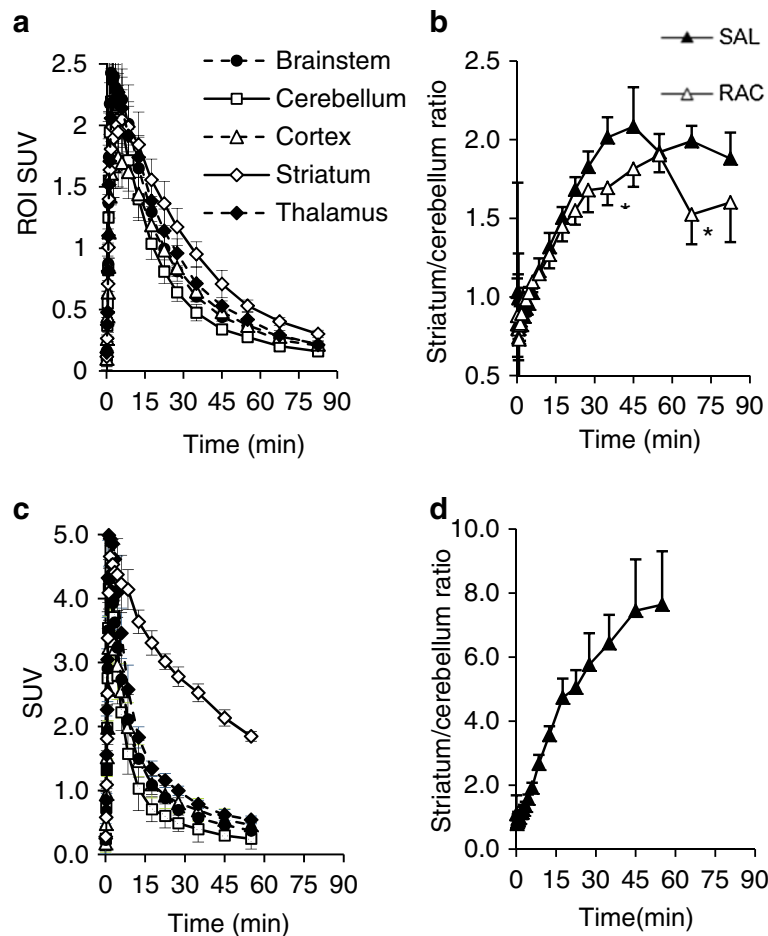 a
Brainstem
Cerebellum
Cortex
Striatum
Thalamus
ROI SUV
2.5
2
1.5
1
0.5
0
0 15 30 45 60 75 90
Time (min)
b
SAL
RAC
Striatum/cerebellum ratio
2.5
2.0
1.5
1.0
0.5
*
*
0 15 30 45 60 75 90
Time (min)
c
SUV
5.0
4.0
3.0
2.0
1.0
0.0
0 15 30 45 60 75 90
Time (min)
d
Striatum/cerebellum ratio
10.0
8.0
6.0
4.0
2.0
0.0
0 15 30 45 60 75 90
Time(min)